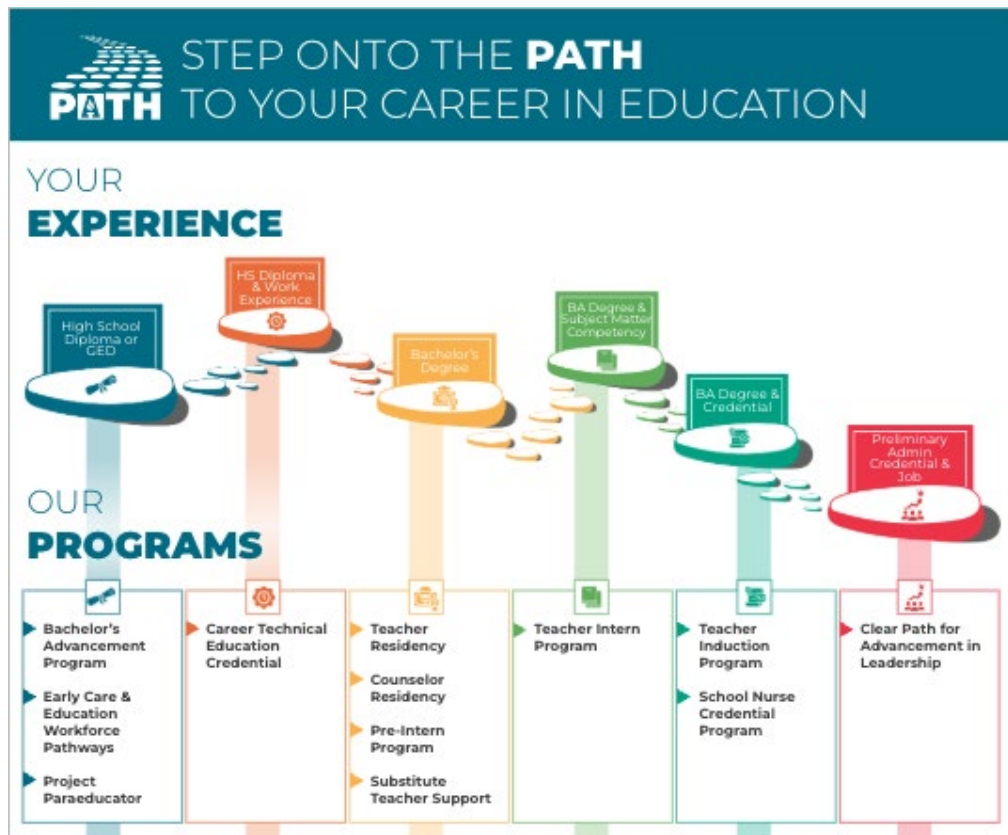 PATH
STEP ONTO THE PATH
TO YOUR CAREER IN EDUCATION
YOUR
EXPERIENCE
High School
Diploma or
GED
HS Diploma
& Work
Experience
Bachelor's
Degree
BA Degree &
Subject Matter
Competency
BA Degree &
Credential
Preliminary
Admin
Credential &
Job
OUR
PROGRAMS
Bachelor's
Advancement
Program
Early Care &
Education
Workforce
Pathways
Project
Paraeducator
Career Technical
Education
Credential
Teacher
Residency
Counselor
Residency
Pre-Intern
Program
Substitute
Teacher Support
Teacher Intern
Program
Teacher
Induction
Program
School Nurse
Credential
Program
Clear Path for
Advancement in
Leadership